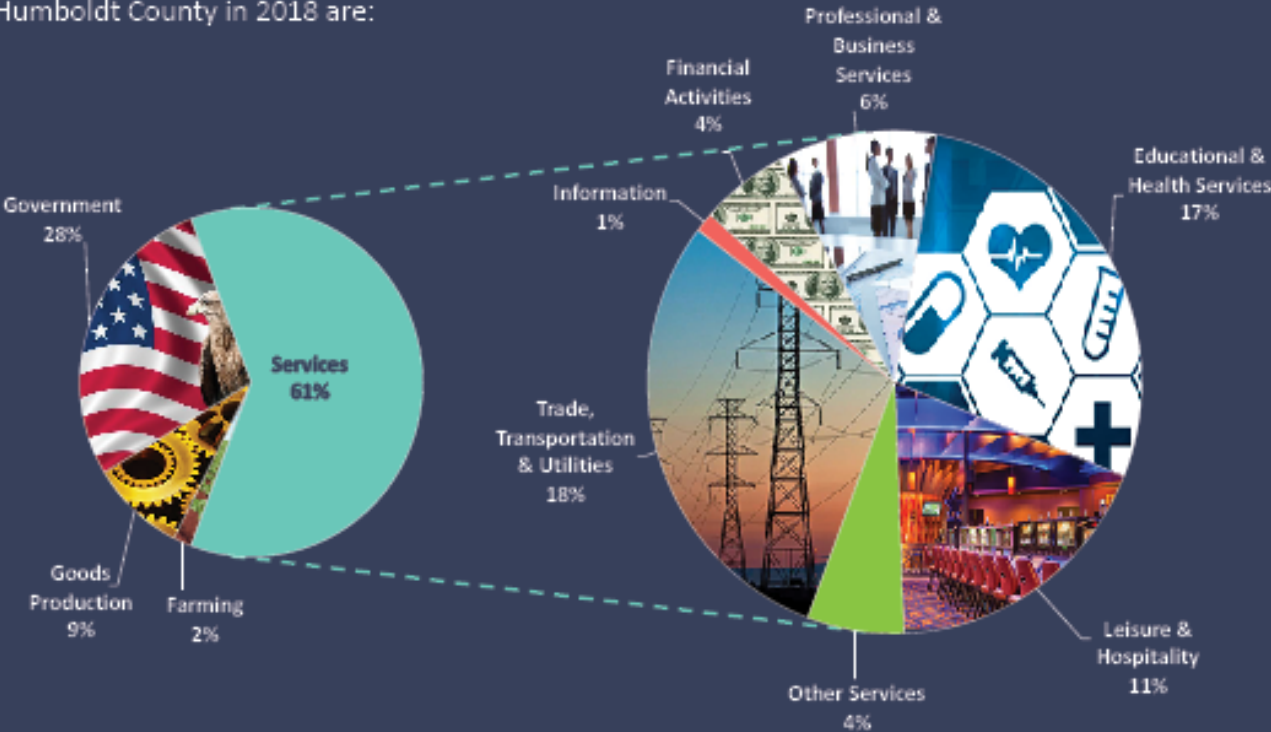 Humboldt County in 2018 are:
Government
28%
Services
61%
Goods
Production
9%
Farming
2%
Professional &
Business
Services
6%
Financial
Activities
4%
Information
1%
Educational &
Health Services
17%
Trade,
Transportation
& Utilities
18%
Leisure &
Hospitality
11%
Other Services
4%